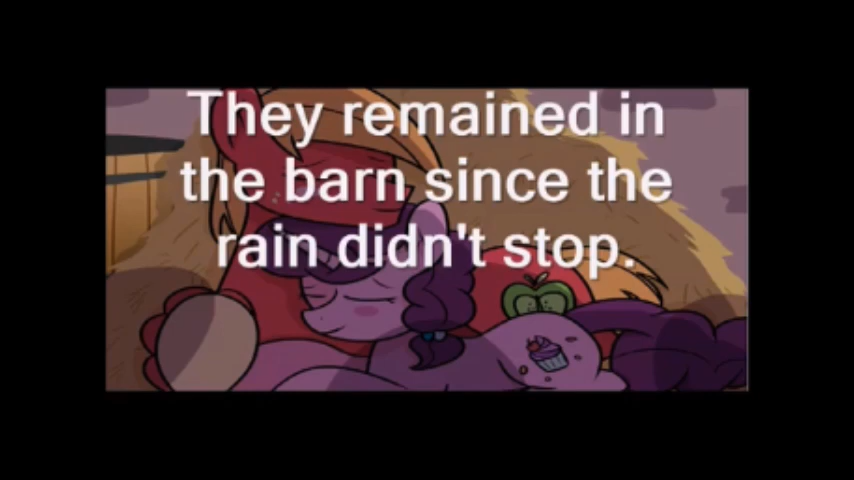 They remained in
the barn since the
rain didn't stop.